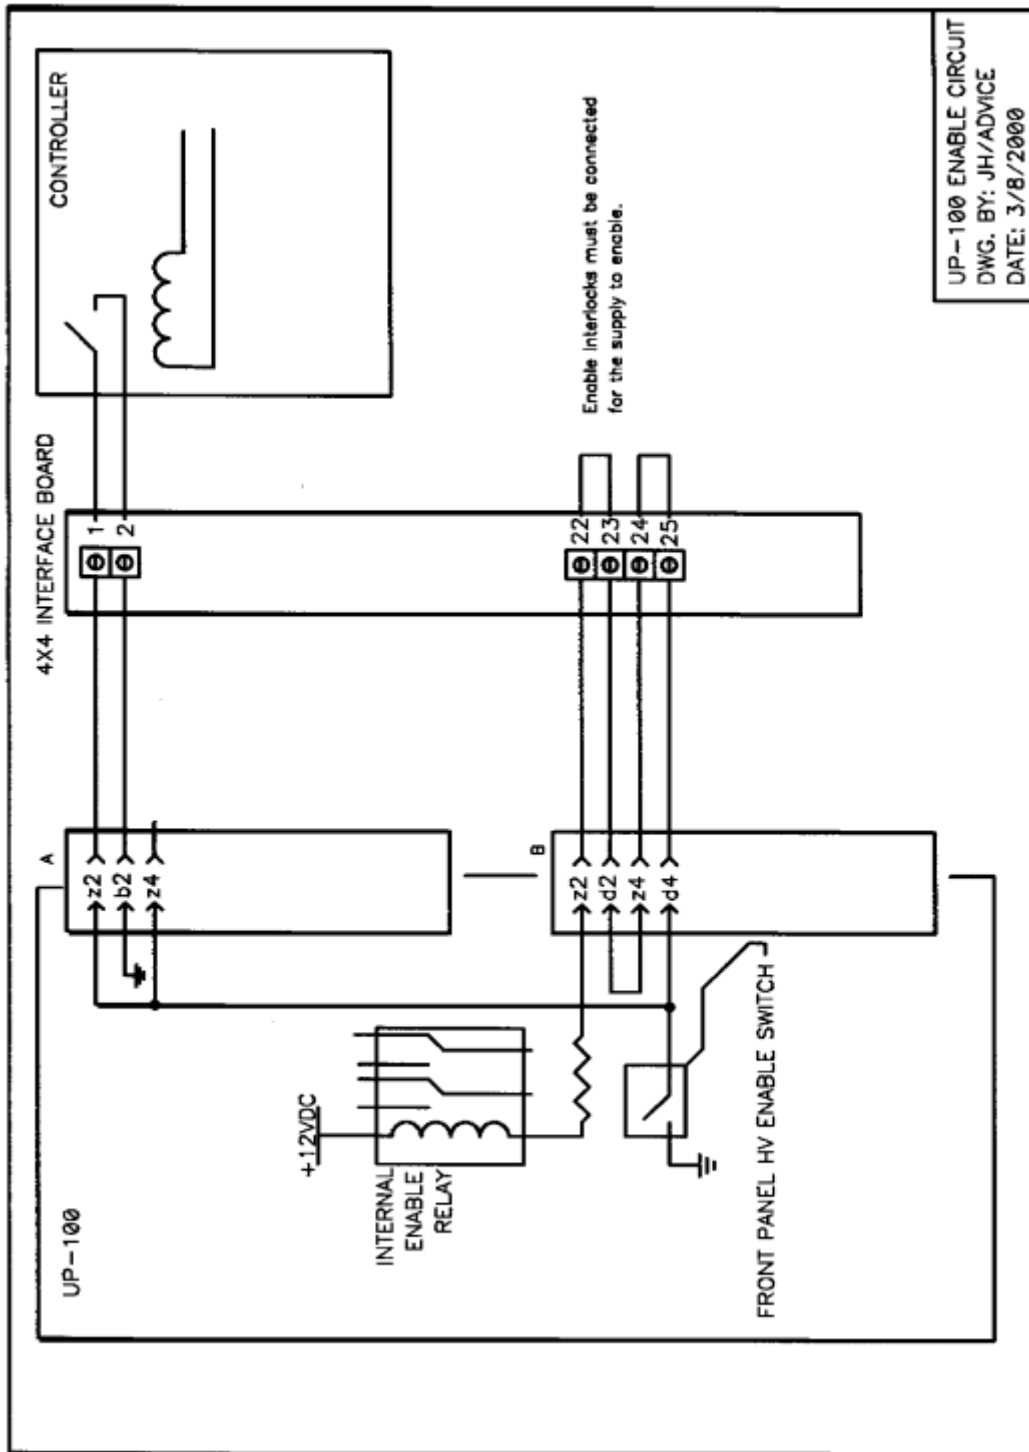 UP-100
A
z2
b2
z4
4X4 INTERFACE BOARD
1
2
CONTROLLER
+12VDC
INTERNAL
ENABLE
RELAY
B
z2
d2
z4
d4
22
23
24
25
Enable Interlocks must be connected
for the supply to enable.
FRONT PANEL HV ENABLE SWITCH
UP-100 ENABLE CIRCUIT
DWG. BY: JH/ADVICE
DATE: 3/8/2000